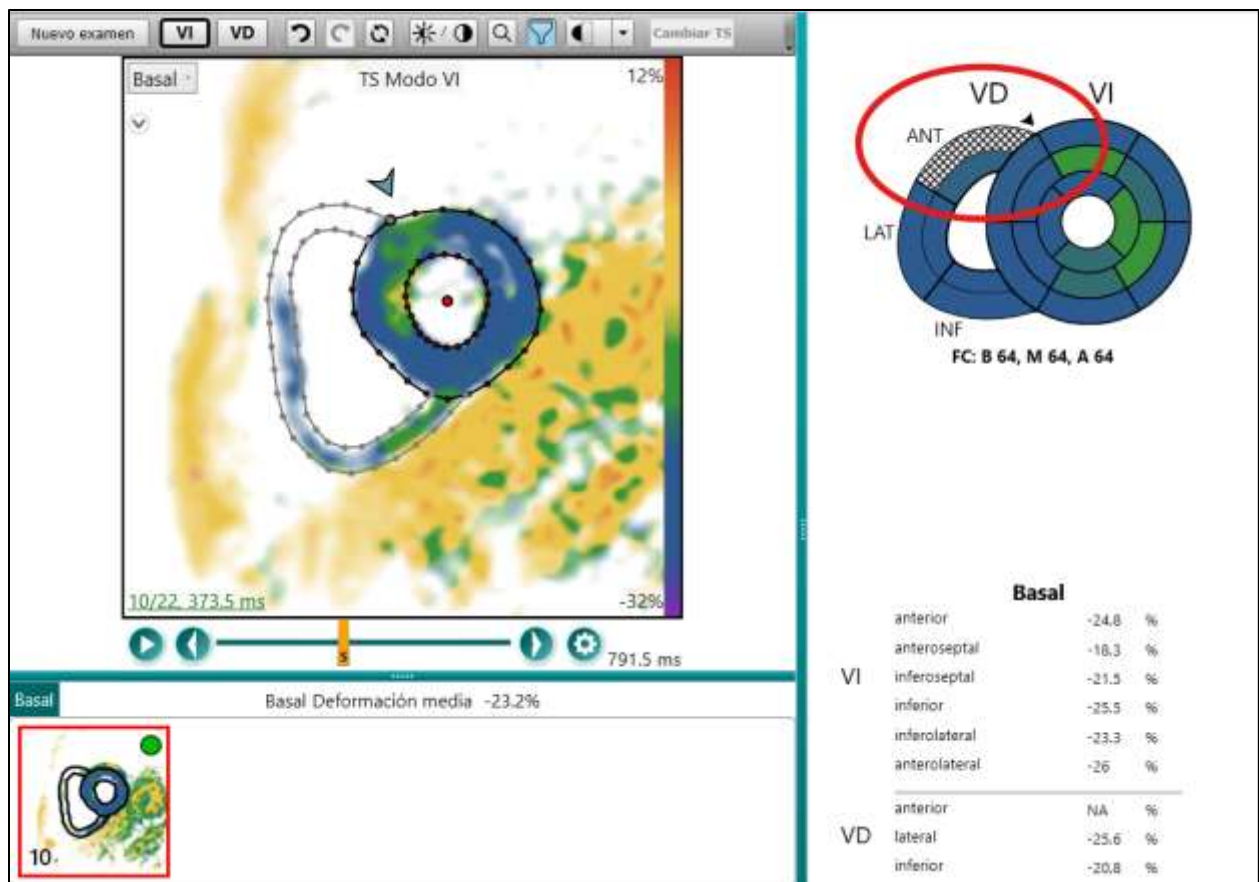 Nuevo examen VI VD Cambiar TS
Basal TS Modo VI 12%
10/22, 373.5 ms -32%
S 791.5 ms
Basal Basal Deformación media -23.2%
10
VD VI
ANT
LAT
INF
FC: B 64, M 64, A 64
Basal
VI
anterior -24.8 %
anteroseptal -18.3 %
inferoseptal -21.5 %
inferior -25.5 %
inferolateral -23.3 %
anterolateral -26 %
VD
anterior NA %
lateral -25.6 %
inferior -20.8 %